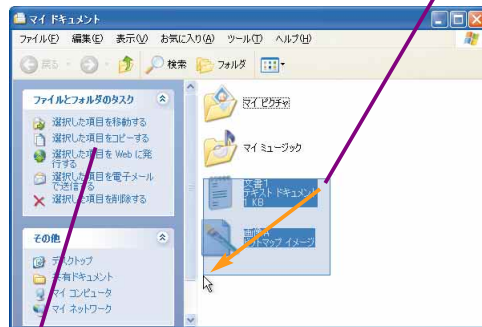 マイ ドキュメント
ファイル(F) 編集(E) 表示(V) お気に入り(A) ツール(T) ヘルプ(H)
戻る 検索 フォルダ
ファイルとフォルダのタスク
選択した項目を移動する
選択した項目をコピーする
選択した項目を Web に発
行する
選択した項目を電子メール
で送信する
選択した項目を削除する
その他
デスクトップ
共有ドキュメント
マイ コンピュータ
マイ ネットワーク
マイ ピクチャ
マイ ミュージック
文書1
テキスト ドキュメント
1 KB
画像A
ビットマップ イメージ